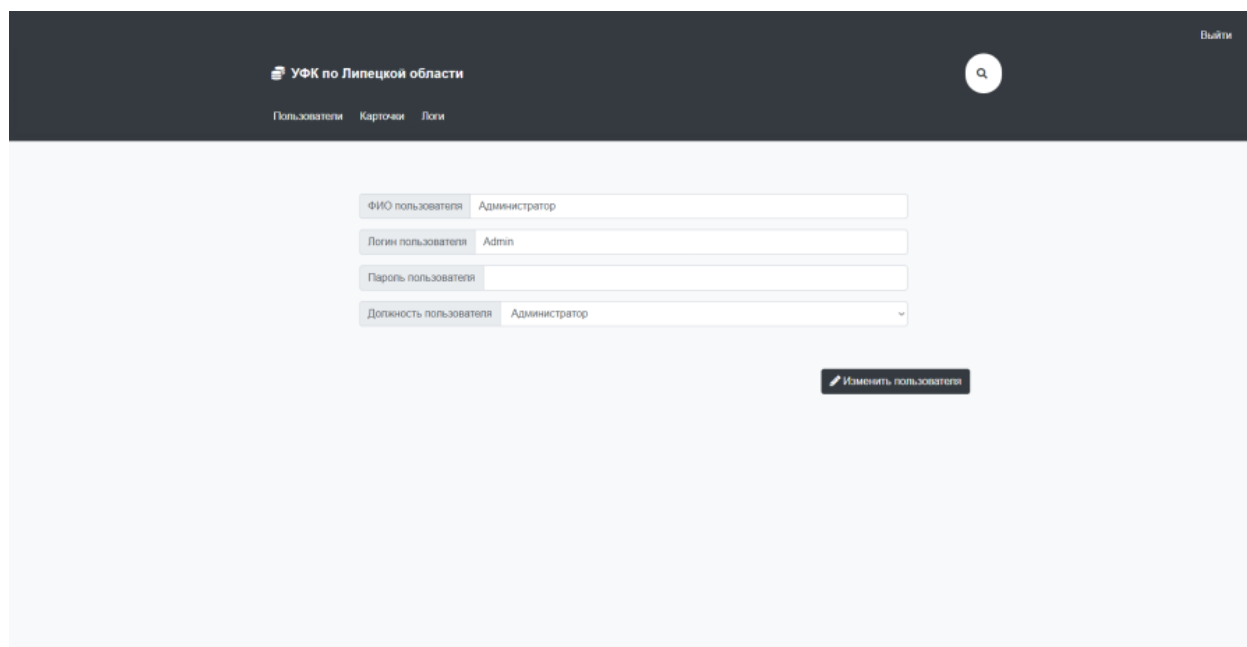 Выйти
УФК по Липецкой области
Пользователи Карточки Логи
ФИО пользователя Администратор
Логин пользователя Admin
Пароль пользователя
Должность пользователя Администратор
Изменить пользователя